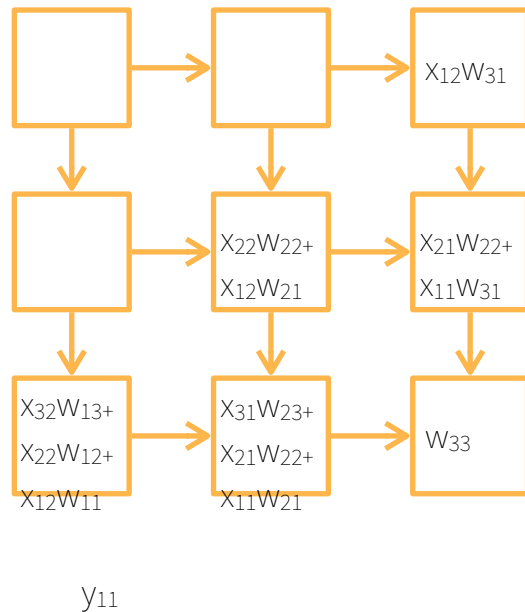 x₁₂w₃₁
x₂₂w₂₂+
x₁₂w₂₁
x₂₁w₂₂+
x₁₁w₃₁
x₃₂w₁₃+
x₂₂w₁₂+
x₁₂w₁₁
x₃₁w₂₃+
x₂₁w₂₂+
x₁₁w₂₁
w₃₃
y₁₁